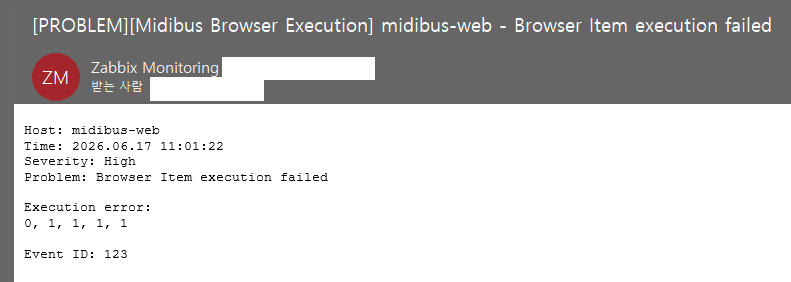 [PROBLEM][Midibus Browser Execution] midibus-web - Browser Item execution failed
ZM
Zabbix Monitoring
받는 사람
Host: midibus-web
Time: 2026.06.17 11:01:22
Severity: High
Problem: Browser Item execution failed
Execution error:
0, 1, 1, 1, 1
Event ID: 123